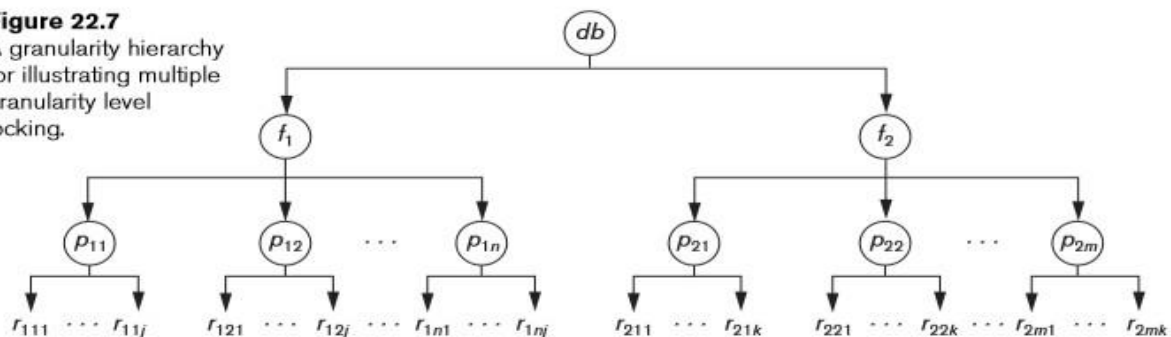 igure 22.7
granularity hierarchy
or illustrating multiple
ranularity level
ocking.
db
f1 f2
p11 p12 · · · p1n p21 p22 · · · p2m
r111 · · · r11j r121 · · · r12j · · · r1n1 · · · r1nj r211 · · · r21k r221 · · · r22k · · · r2m1 · · · r2mk